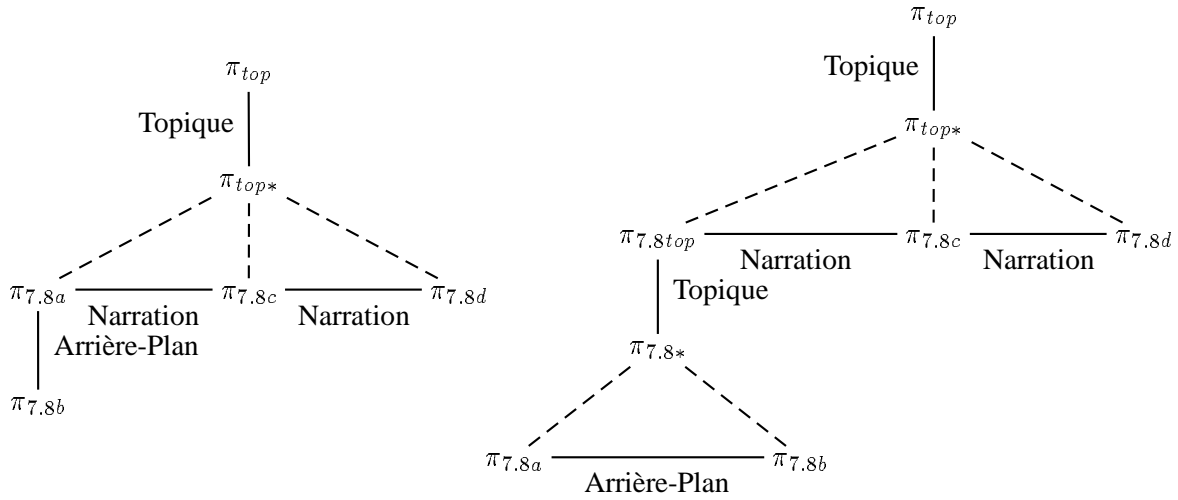 π_top
Topique
π_top*
π_7.8a
π_7.8c
π_7.8d
Narration
Narration
Arrière-Plan
π_7.8b
π_top
Topique
π_top*
π_7.8top
π_7.8c
π_7.8d
Narration
Narration
Topique
π_7.8*
π_7.8a
π_7.8b
Arrière-Plan